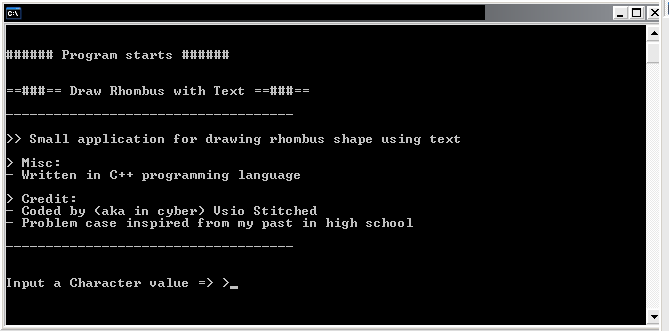 C:\
###### Program starts ######
==###== Draw Rhombus with Text ==###==
------------------------------------
>> Small application for drawing rhombus shape using text
> Misc:
- Written in C++ programming language
> Credit:
- Coded by (aka in cyber) Vsio Stitched
- Problem case inspired from my past in high school
------------------------------------
Input a Character value => >_